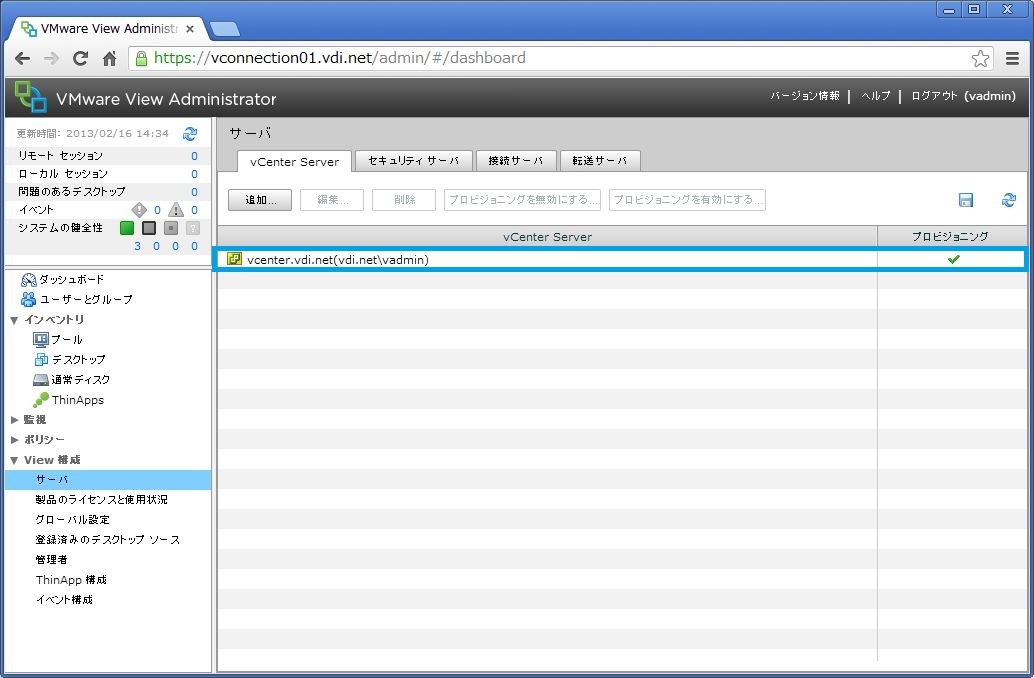 VMware View Administr
https://vconnection01.vdi.net/admin/#/dashboard
VMware View Administrator
バージョン情報 | ヘルプ | ログアウト (vadmin)
更新時間: 2013/02/16 14:34
リモート セッション 0
ローカル セッション 0
問題のあるデスクトップ 0
イベント 0 0
システムの健全性
3 0 0 0
ダッシュボード
ユーザーとグループ
インベントリ
プール
デスクトップ
通常ディスク
ThinApps
監視
ポリシー
View 構成
サーバ
製品のライセンスと使用状況
グローバル設定
登録済みのデスクトップ ソース
管理者
ThinApp 構成
イベント構成
サーバ
vCenter Server セキュリティ サーバ 接続サーバ 転送サーバ
追加... 編集... 削除 プロビジョニングを無効にする... プロビジョニングを有効にする...
vCenter Server プロビジョニング
vcenter.vdi.net(vdi.net\vadmin)